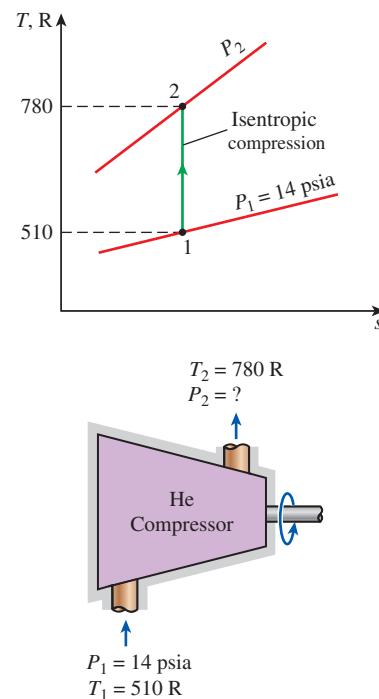 T, R
P₂
2
780
Isentropic
compression
P₁ = 14 psia
510
1
s
T₂ = 780 R
P₂ = ?
He
Compressor
P₁ = 14 psia
T₁ = 510 R